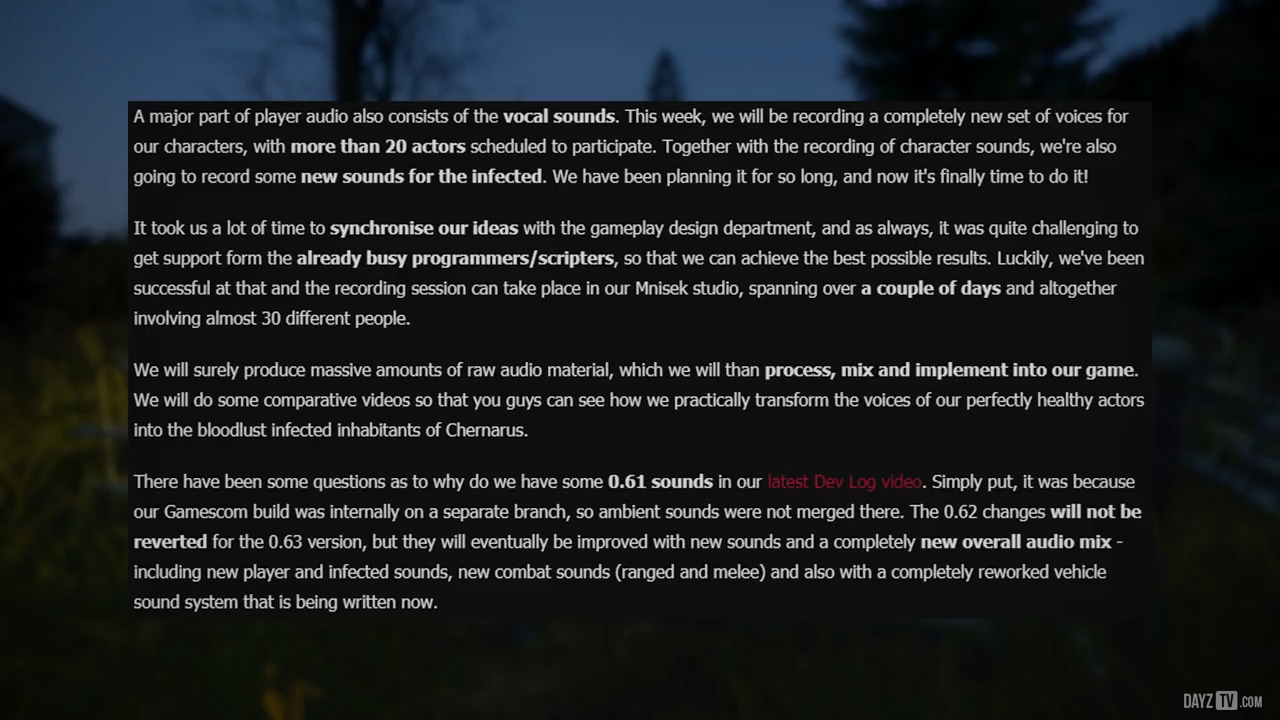 A major part of player audio also consists of the vocal sounds. This week, we will be recording a completely new set of voices for
our characters, with more than 20 actors scheduled to participate. Together with the recording of character sounds, we're also
going to record some new sounds for the infected. We have been planning it for so long, and now it's finally time to do it!
It took us a lot of time to synchronise our ideas with the gameplay design department, and as always, it was quite challenging to
get support form the already busy programmers/scripters, so that we can achieve the best possible results. Luckily, we've been
successful at that and the recording session can take place in our Mnisek studio, spanning over a couple of days and altogether
involving almost 30 different people.
We will surely produce massive amounts of raw audio material, which we will than process, mix and implement into our game.
We will do some comparative videos so that you guys can see how we practically transform the voices of our perfectly healthy actors
into the bloodlust infected inhabitants of Chernarus.
There have been some questions as to why do we have some 0.61 sounds in our latest Dev Log video. Simply put, it was because
our Gamescom build was internally on a separate branch, so ambient sounds were not merged there. The 0.62 changes will not be
reverted for the 0.63 version, but they will eventually be improved with new sounds and a completely new overall audio mix -
including new player and infected sounds, new combat sounds (ranged and melee) and also with a completely reworked vehicle
sound system that is being written now.
DAYZ TV .COM